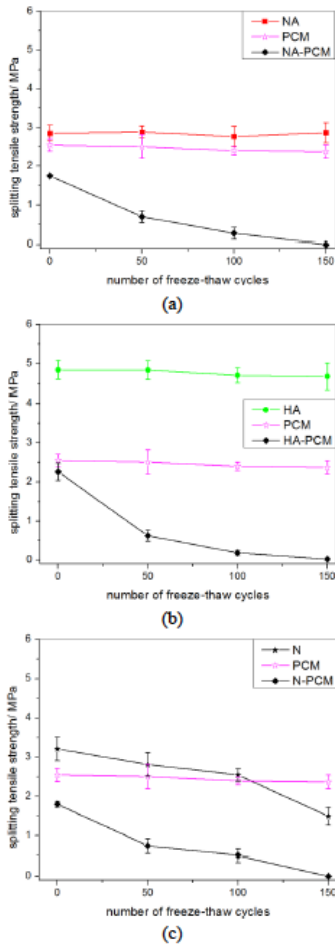 NA
PCM
NA-PCM
splitting tensile strength/ MPa
6
5
4
3
2
1
0
0
50
100
150
number of freeze-thaw cycles
(a)
HA
PCM
HA-PCM
splitting tensile strength/ MPa
6
5
4
3
2
1
0
0
50
100
150
number of freeze-thaw cycles
(b)
N
PCM
N-PCM
splitting tensile strength/ MPa
6
5
4
3
2
1
0
0
50
100
150
number of freeze-thaw cycles
(c)